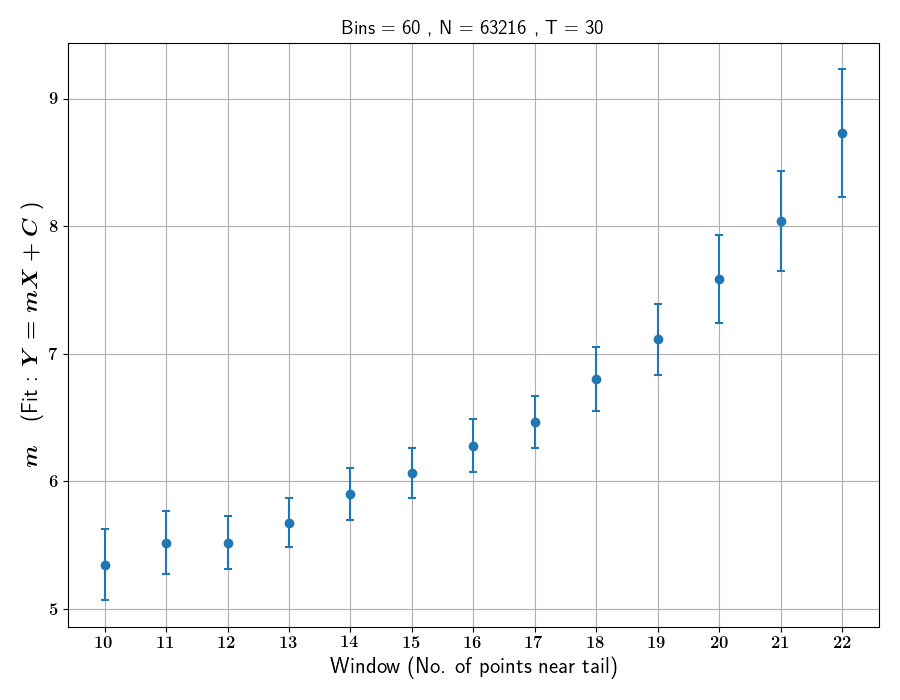 Bins = 60 , N = 63216 , T = 30
9
8
7
6
5
m (Fit : Y = mX + C )
10 11 12 13 14 15 16 17 18 19 20 21 22
Window (No. of points near tail)